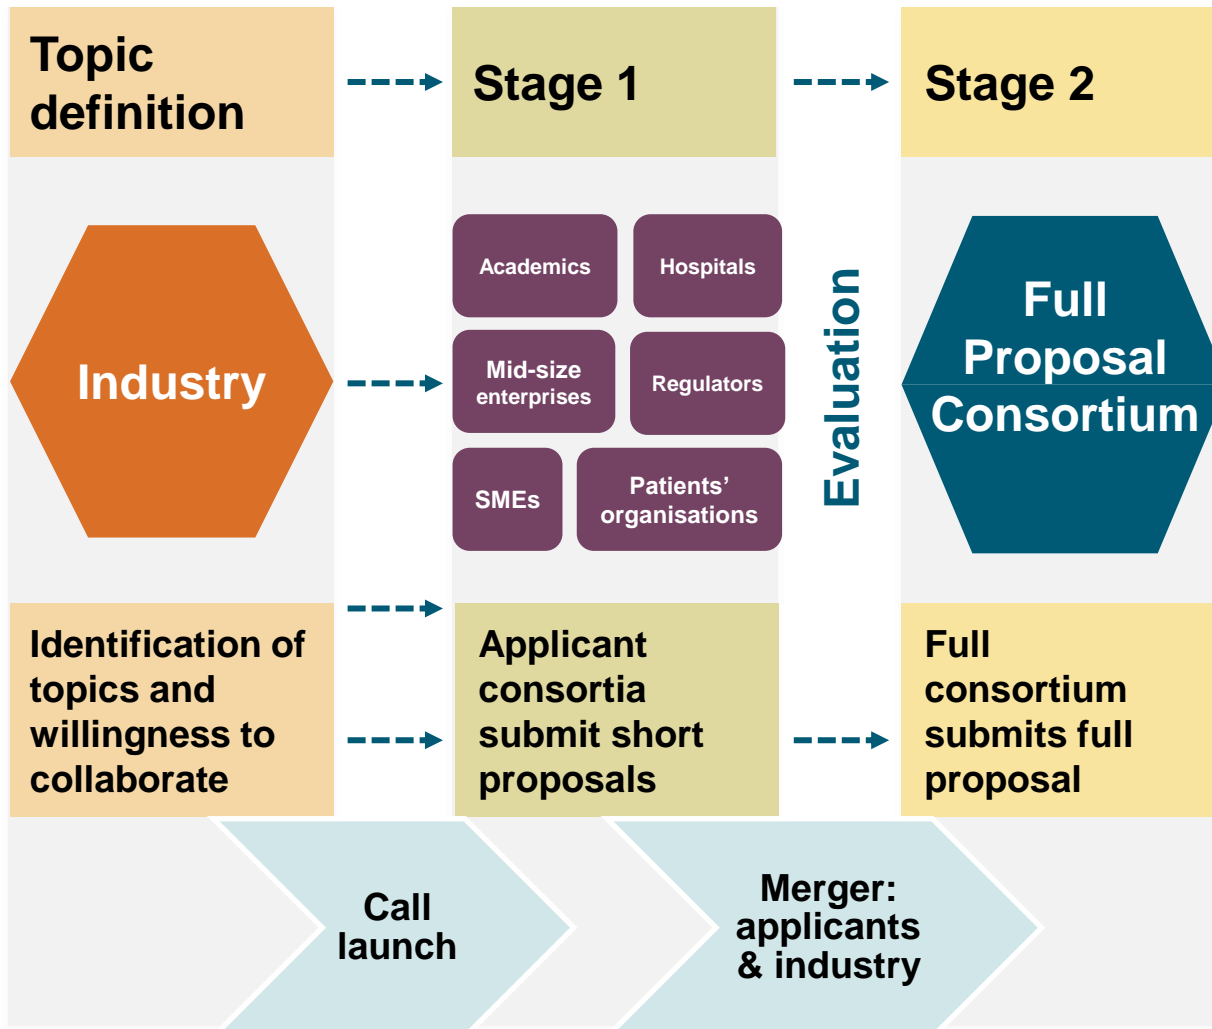 Topic
definition
Stage 1
Stage 2
Industry
Academics
Hospitals
Mid-size
enterprises
Regulators
SMEs
Patients’
organisations
Evaluation
Full
Proposal
Consortium
Identification of
topics and
willingness to
collaborate
Applicant
consortia
submit short
proposals
Full
consortium
submits full
proposal
Call
launch
Merger:
applicants
& industry